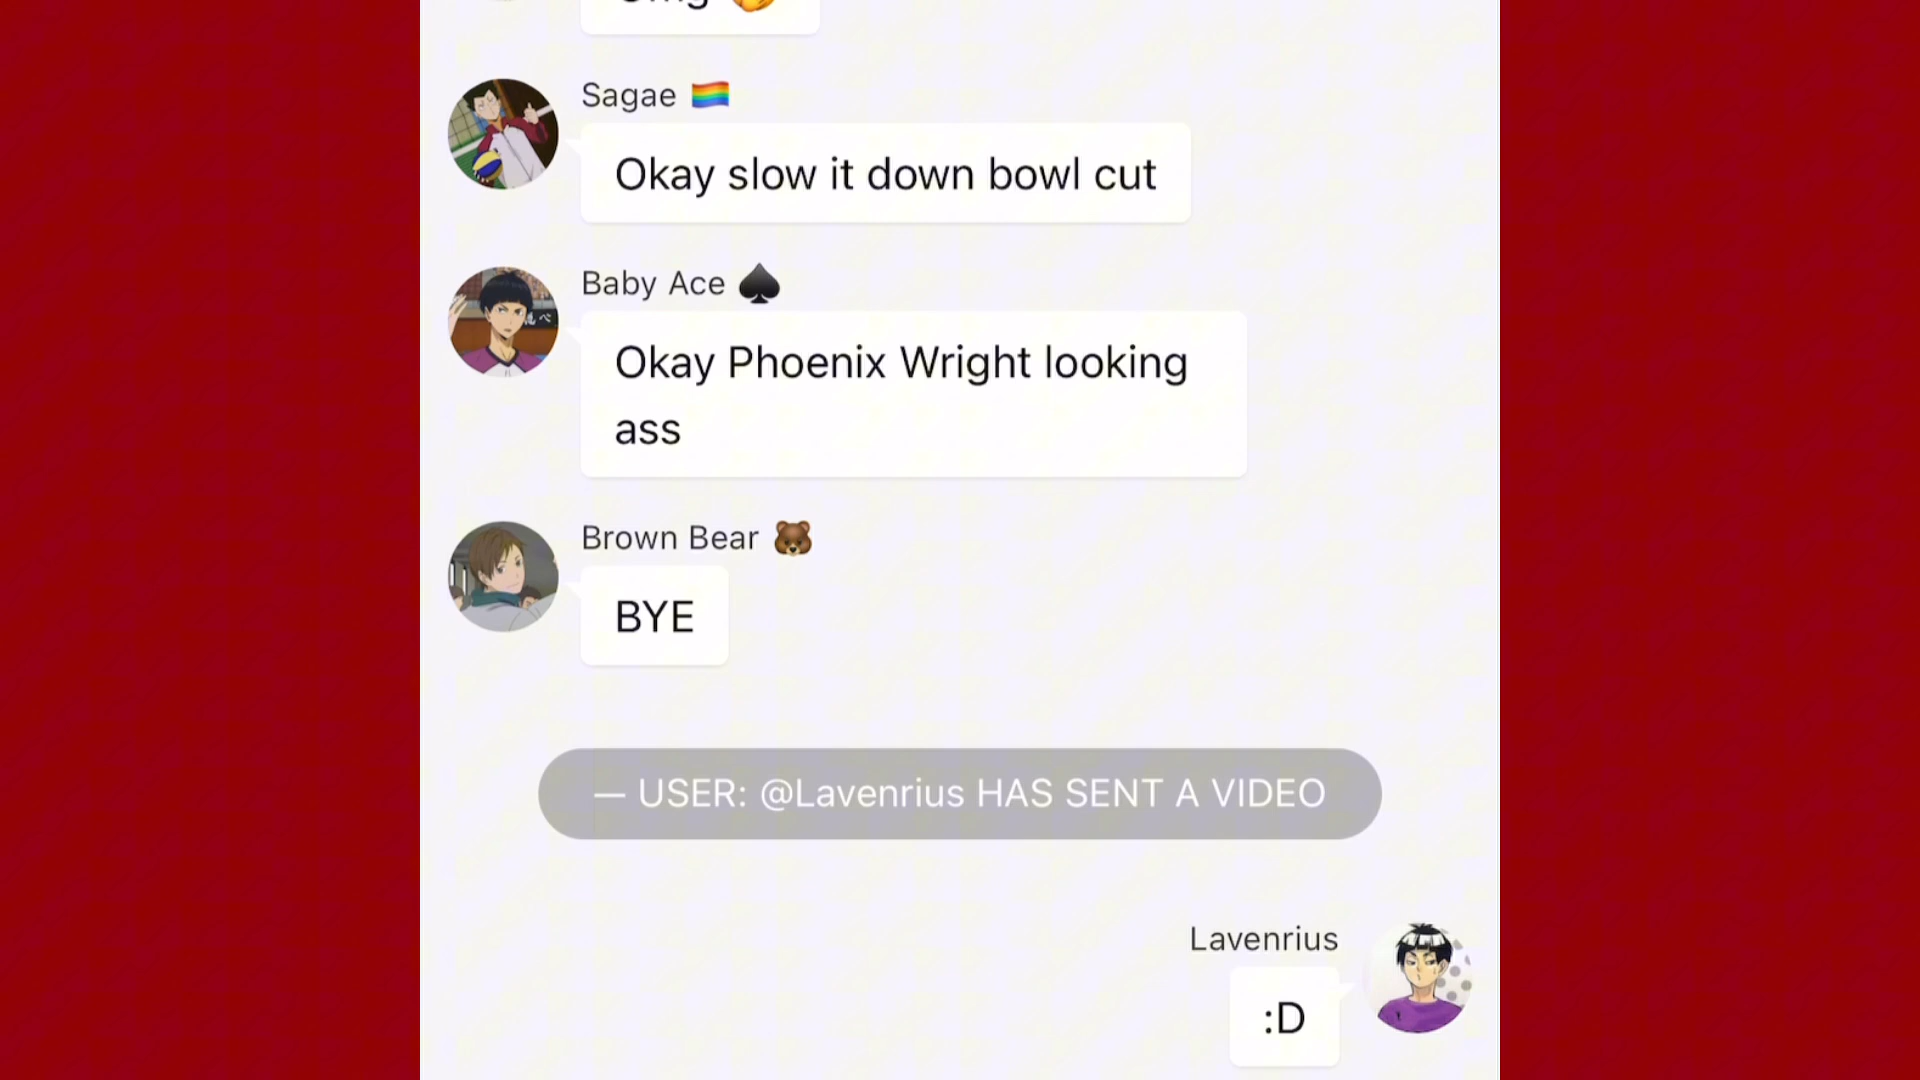 Omg
Sagae 🏳️‍🌈
Okay slow it down bowl cut
Baby Ace ♠️
Okay Phoenix Wright looking
ass
Brown Bear 🐻
BYE
— USER: @Lavenrius HAS SENT A VIDEO
Lavenrius
:D